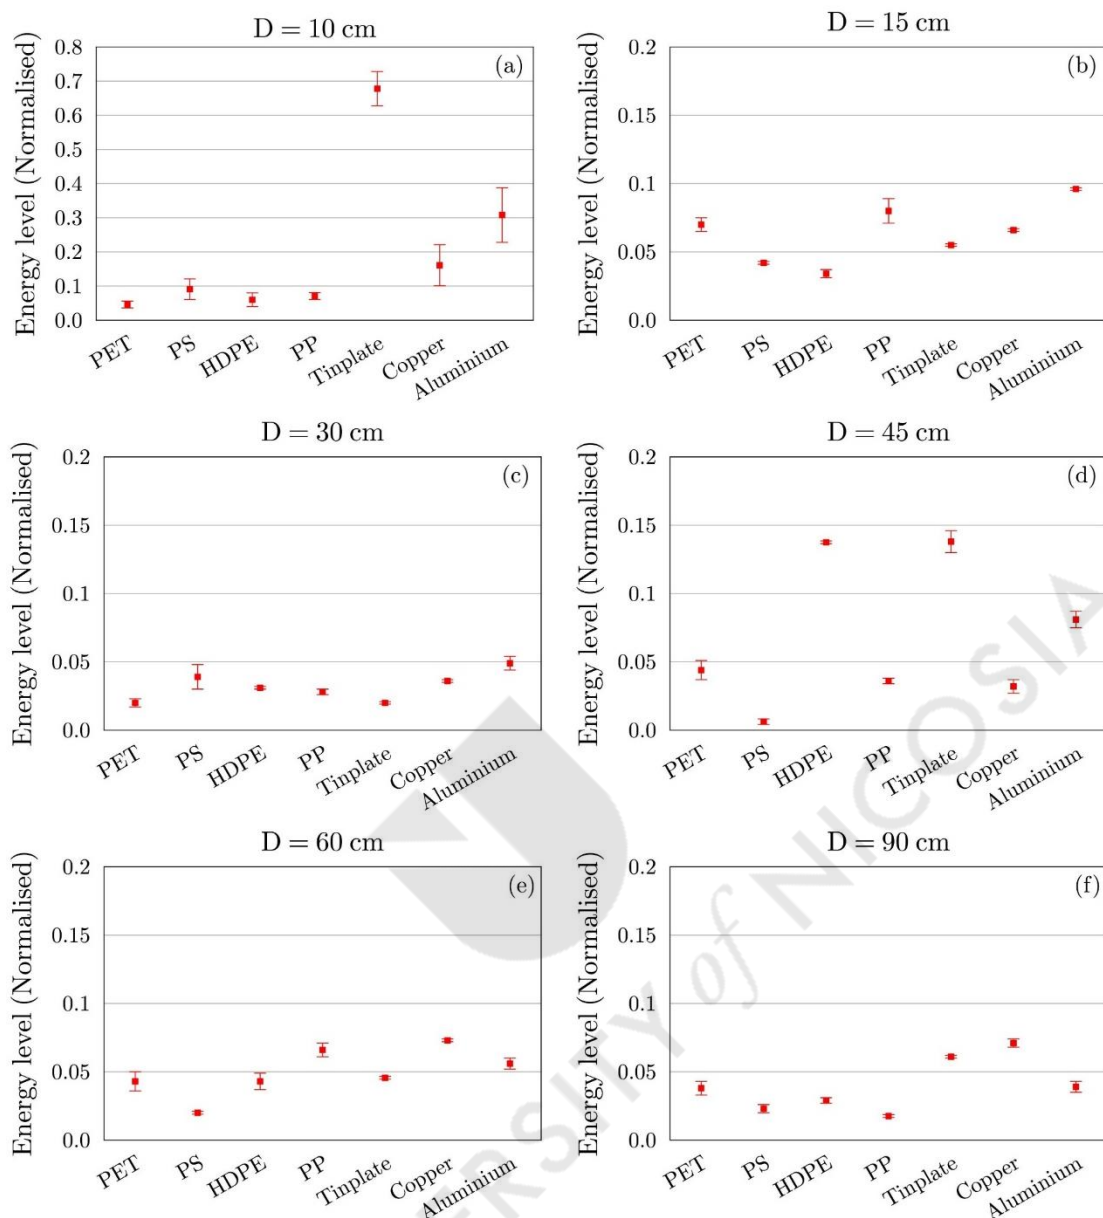 D = 10 cm
(a)
Energy level (Normalised)
0.8
0.7
0.6
0.5
0.4
0.3
0.2
0.1
0.0
PET
PS
HDPE
PP
Tinplate
Copper
Aluminium
D = 15 cm
(b)
Energy level (Normalised)
0.2
0.15
0.1
0.05
0.0
PET
PS
HDPE
PP
Tinplate
Copper
Aluminium
D = 30 cm
(c)
Energy level (Normalised)
0.2
0.15
0.1
0.05
0.0
PET
PS
HDPE
PP
Tinplate
Copper
Aluminium
D = 45 cm
(d)
Energy level (Normalised)
0.2
0.15
0.1
0.05
0.0
PET
PS
HDPE
PP
Tinplate
Copper
Aluminium
D = 60 cm
(e)
Energy level (Normalised)
0.2
0.15
0.1
0.05
0.0
PET
PS
HDPE
PP
Tinplate
Copper
Aluminium
D = 90 cm
(f)
Energy level (Normalised)
0.2
0.15
0.1
0.05
0.0
PET
PS
HDPE
PP
Tinplate
Copper
Aluminium
ERSITY of NICOSIA